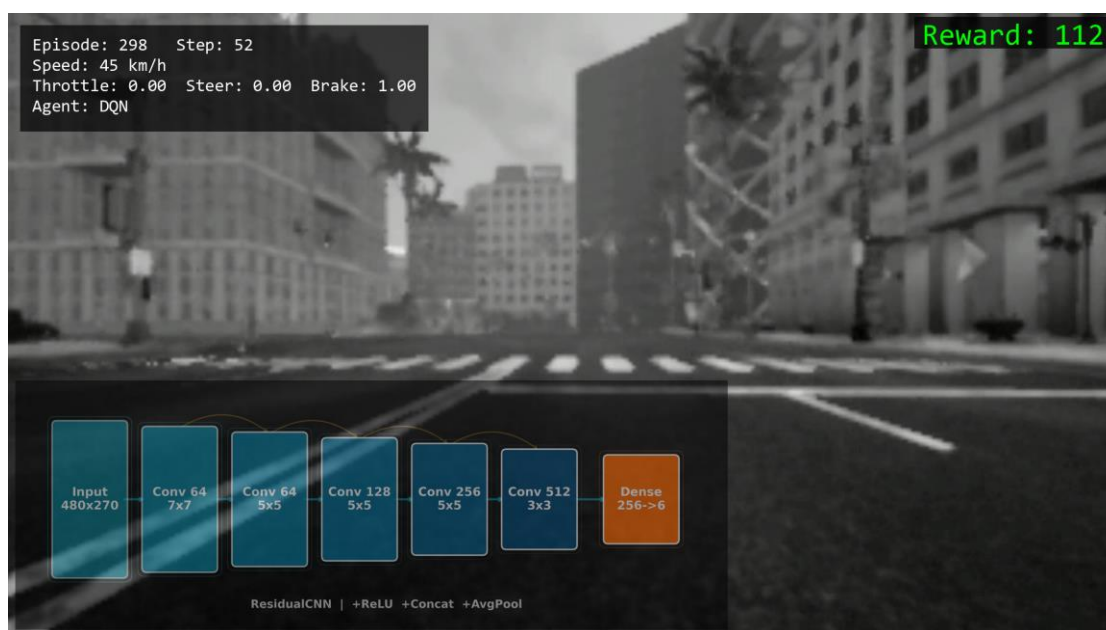 Episode: 298 Step: 52
Speed: 45 km/h
Throttle: 0.00 Steer: 0.00 Brake: 1.00
Agent: DQN
Reward: 112
Input
480x270
Conv 64
7x7
Conv 64
5x5
Conv 128
5x5
Conv 256
5x5
Conv 512
3x3
Dense
256->6
ResidualCNN | +ReLU +Concat +AvgPool